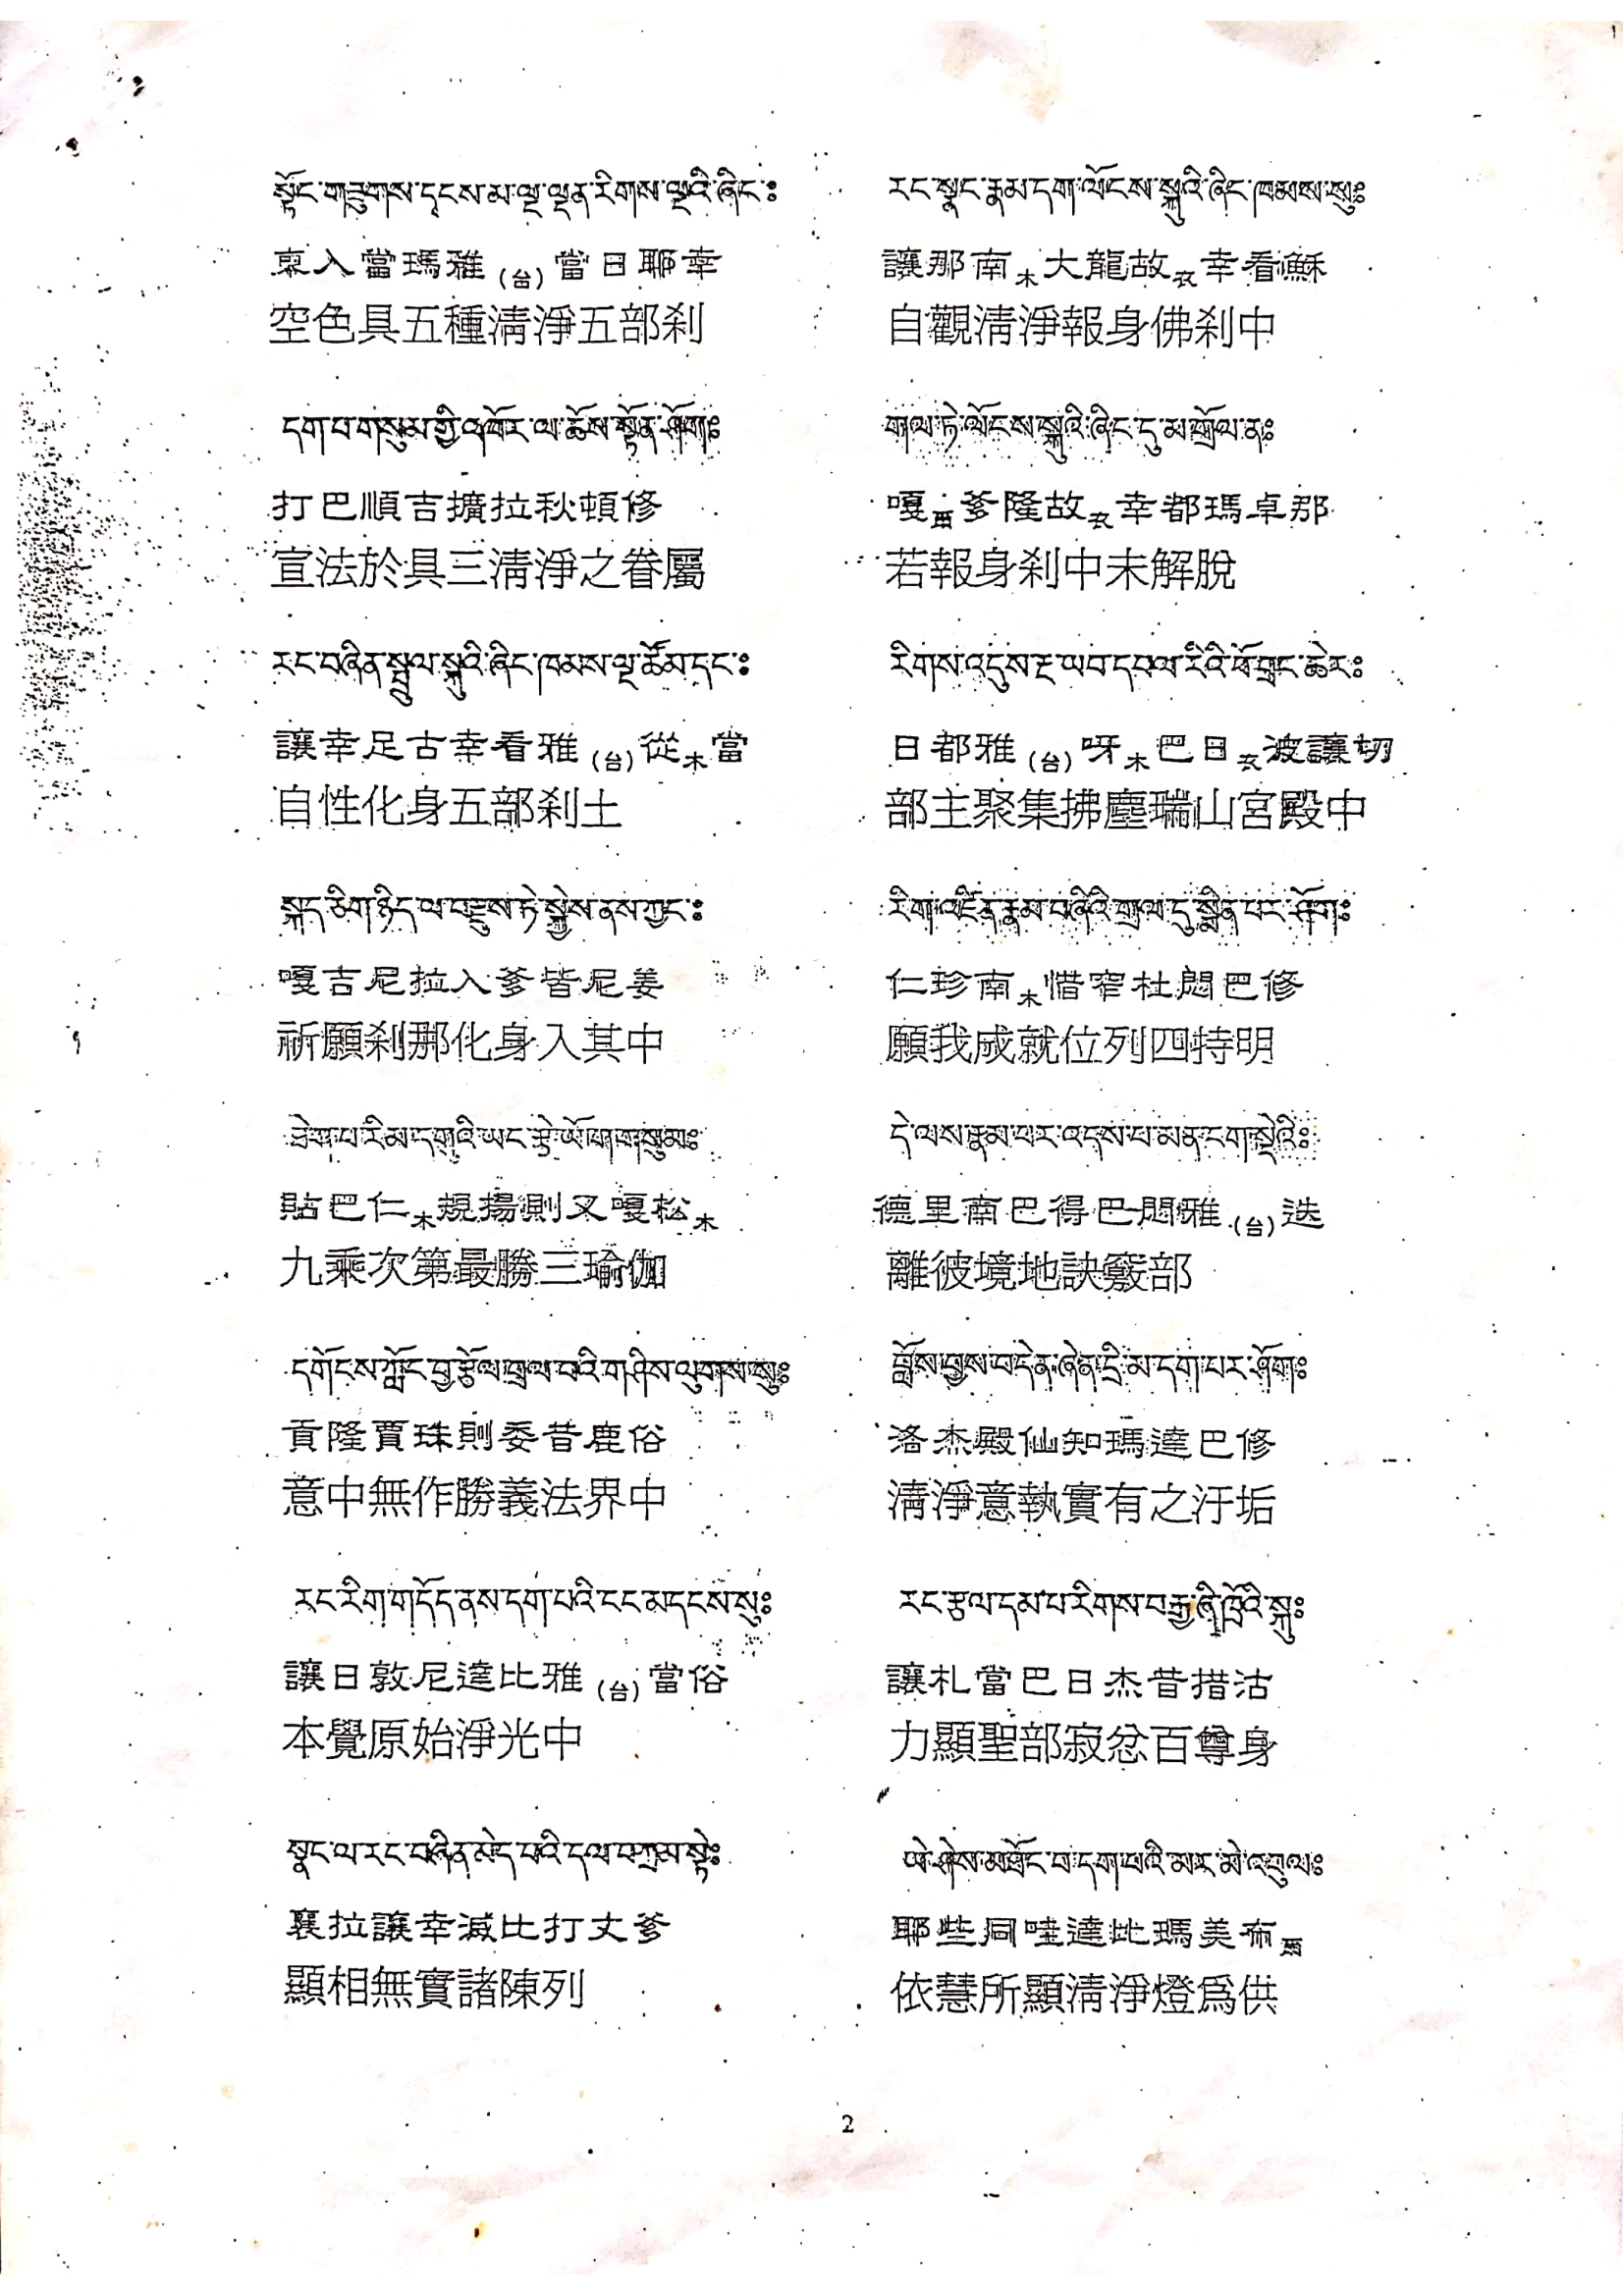 སྟོང་གཟུགས་དྭངས་མ་ལྔ་ལྡན་རིགས་ལྔའི་ཞིང་༔
稟入當瑪雅(台)當日耶幸
空色具五種清淨五部刹
དག་པ་གསུམ་གྱི་འཁོར་ལ་ཆོས་སྟོན་ཤོག༔
打巴順吉擴拉秋頓修
宣法於具三清淨之眷屬
རང་བཞིན་སྤྲུལ་སྐུའི་ཞིང་ཁམས་ལྔ་ཚོམ་དང་༔
讓幸足古幸看雅(台)從木當
自性化身五部刹土
སྐད་ཅིག་ཉིད་ལ་བརྫུས་ཏེ་སྐྱེས་ནས་ཀྱང་༔
嘎吉尼拉入爹皆尼姜
祈願刹那化身入其中
ཐེག་པ་རིམ་དགུའི་ཡང་རྩེ་ཡོ་ག་གསུམ༔
貼巴仁木規揚則又嘎松木
九乘次第最勝三瑜伽
དགོངས་ཀློང་བྱ་རྩོལ་བྲལ་བའི་གཤིས་ལུགས་སུ༔
貢隆賈珠則委昔鹿俗
意中無作勝義法界中
རང་རིག་གདོད་ནས་དག་པའི་ངང་མདངས་སུ༔
讓日敦尼達比雅(台)當俗
本覺原始淨光中
སྣང་ལ་རང་བཞིན་མེད་པའི་དལ་བཀྲམ་སྟེ༔
襄拉讓幸滅比打丈爹
顯相無實諸陳列
རང་སྣང་རྣམ་དག་ལོངས་སྐུའི་ཞིང་ཁམས་སུ༔
讓那南木大龍故衣幸看穌
自觀清淨報身佛刹中
གལ་ཏེ་ལོངས་སྐུའི་ཞིང་དུ་མ་གྲོལ་ན༔
嘎爾爹隆故衣幸都瑪卓那
若報身刹中未解脫
རིགས་འདུས་རྔ་ཡབ་དཔལ་རིའི་ཕོ་བྲང་ཆེར༔
日都雅(台)呀木巴日衣波讓切
部主聚集拂塵瑞山宮殿中
རིག་འཛིན་རྣམ་བཞིའི་གྲལ་དུ་སྨིན་པར་ཤོག༔
仁珍南木惜窄杜悶巴修
願我成就位列四持明
དེ་ལས་རྣམ་པར་འདས་པ་མན་ངག་སྡེའི༔
德里南巴得巴悶雅(台)迭
離彼境地訣竅部
བློས་བྱས་བདེན་ཞེན་དྲི་མ་དག་པར་ཤོག༔
洛杰殿仙知瑪達巴修
清淨意執實有之汙垢
རང་རྩལ་དམ་པ་རིགས་བརྒྱ་ཞི་ཁྲོའི་སྐུ༔
讓札當巴日杰昔措沽
力顯聖部寂忿百尊身
ཡེ་ཤེས་མཐོང་བ་དག་པའི་མར་མེ་འབུལ༔
耶些同哇達比瑪美布爾
依慧所顯清淨燈爲供
2